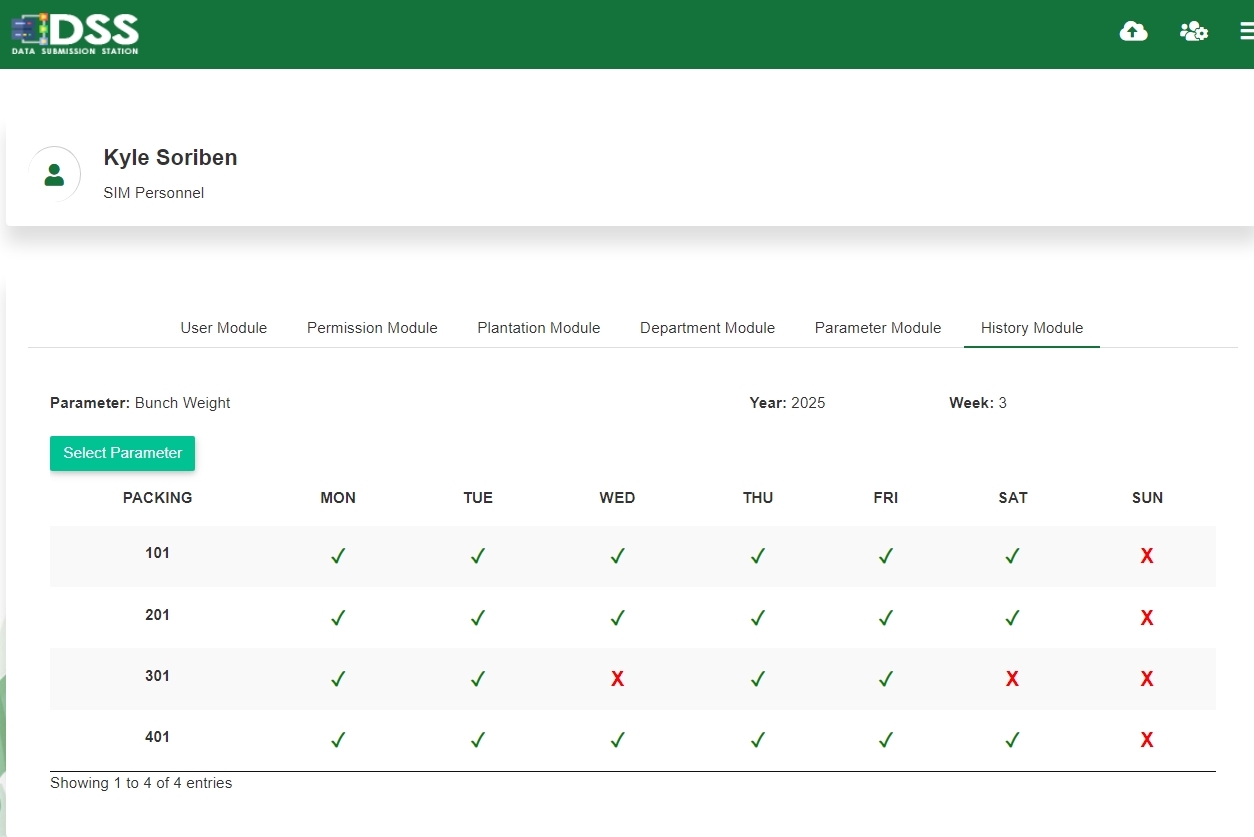 DSS
DATA SUBMISSION STATION
Kyle Soriben
SIM Personnel
User Module Permission Module Plantation Module Department Module Parameter Module History Module
Parameter: Bunch Weight Year: 2025 Week: 3
Select Parameter
PACKING MON TUE WED THU FRI SAT SUN
101 ✓ ✓ ✓ ✓ ✓ ✓ X
201 ✓ ✓ ✓ ✓ ✓ ✓ X
301 ✓ ✓ X ✓ ✓ X X
401 ✓ ✓ ✓ ✓ ✓ ✓ X
Showing 1 to 4 of 4 entries